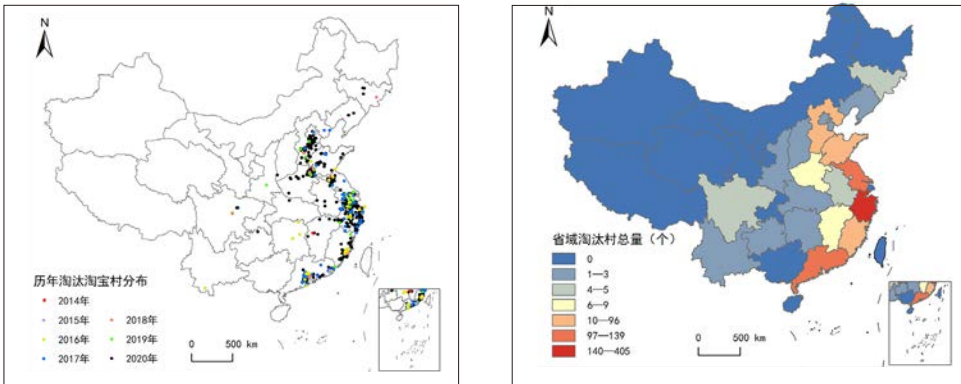 N
历年淘汰淘宝村分布
2014年
2015年
2018年
2016年
2019年
2017年
2020年
0 500 km
N
省域淘汰村总量（个）
0
1—3
4—5
6—9
10—96
97—139
140—405
0 500 km